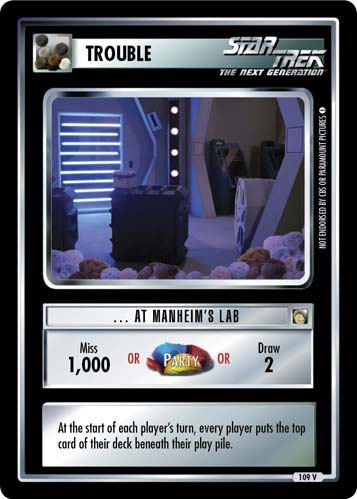 TROUBLE
STAR TREK
THE NEXT GENERATION
NOT ENDORSED BY CBS OR PARAMOUNT PICTURES
... AT MANHEIM'S LAB
Miss
1,000
OR
PARTY
OR
Draw
2
At the start of each player's turn, every player puts the top
card of their deck beneath their play pile.
109 V